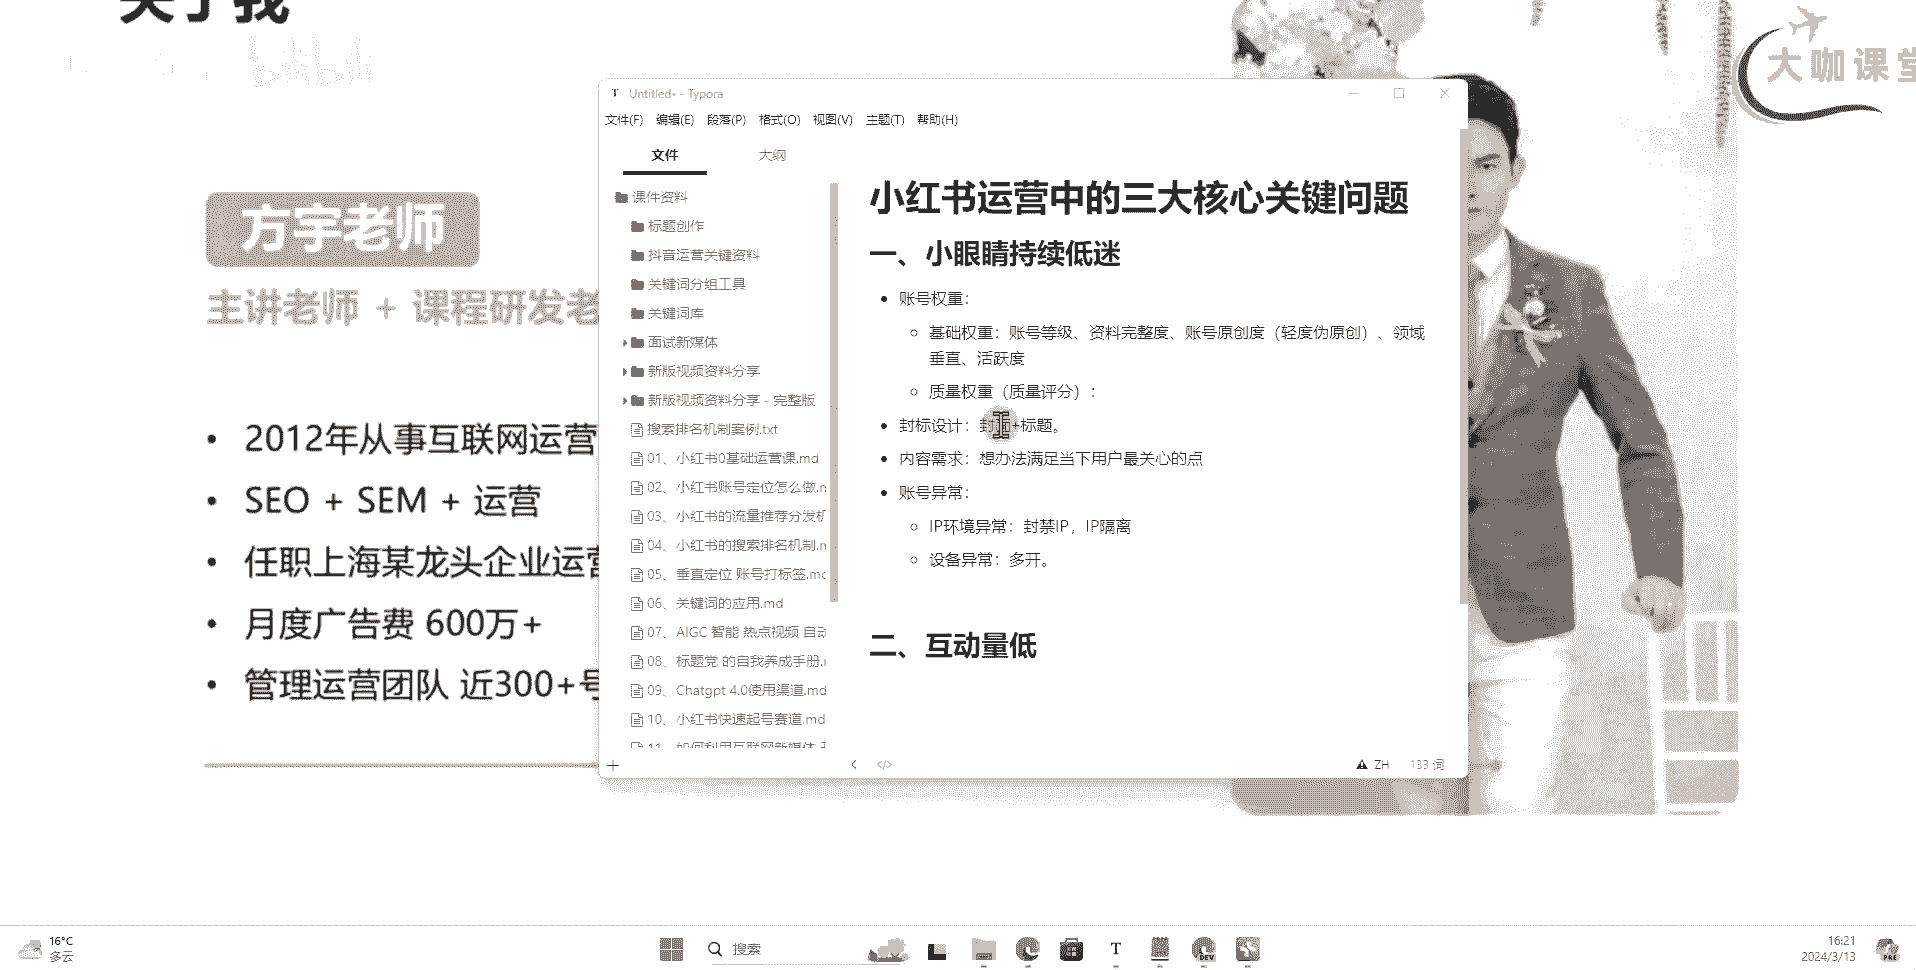 关于我
bilibili
大咖课堂
方宇老师
主讲老师 + 课程研发老
2012年从事互联网运营
SEO + SEM + 运营
任职上海某龙头企业运营
月度广告费 600万+
管理运营团队 近300+号
Untitled• - Typora
文件(F) 编辑(E) 段落(P) 格式(O) 视图(V) 主题(T) 帮助(H)
文件 大纲
课件资料
标题创作
抖音运营关键资料
关键词分组工具
关键词库
面试新媒体
新版视频资料分享
新版视频资料分享 - 完整版
搜索排名机制案例.txt
01、小红书0基础运营课.md
02、小红书账号定位怎么做.m
03、小红书的流量推荐分发机
04、小红书的搜索排名机制.m
05、垂直定位 账号打标签.mc
06、关键词的应用.md
07、AIGC 智能 热点视频 自动
08、标题党 的自我养成手册.
09、Chatgpt 4.0使用渠道.md
10、小红书快速起号赛道.md
11、如何利用互联网新媒体
小红书运营中的三大核心关键问题
一、小眼睛持续低迷
账号权重：
基础权重：账号等级、资料完整度、账号原创度（轻度伪原创）、领域
垂直、活跃度
质量权重（质量评分）：
封标设计：封面+标题。
内容需求：想办法满足当下用户最关心的点
账号异常：
IP环境异常：封禁IP，IP隔离
设备异常：多开。
二、互动量低
ZH 133 词
16°C
多云
搜索
DEV
16:21
2024/3/13
PRE